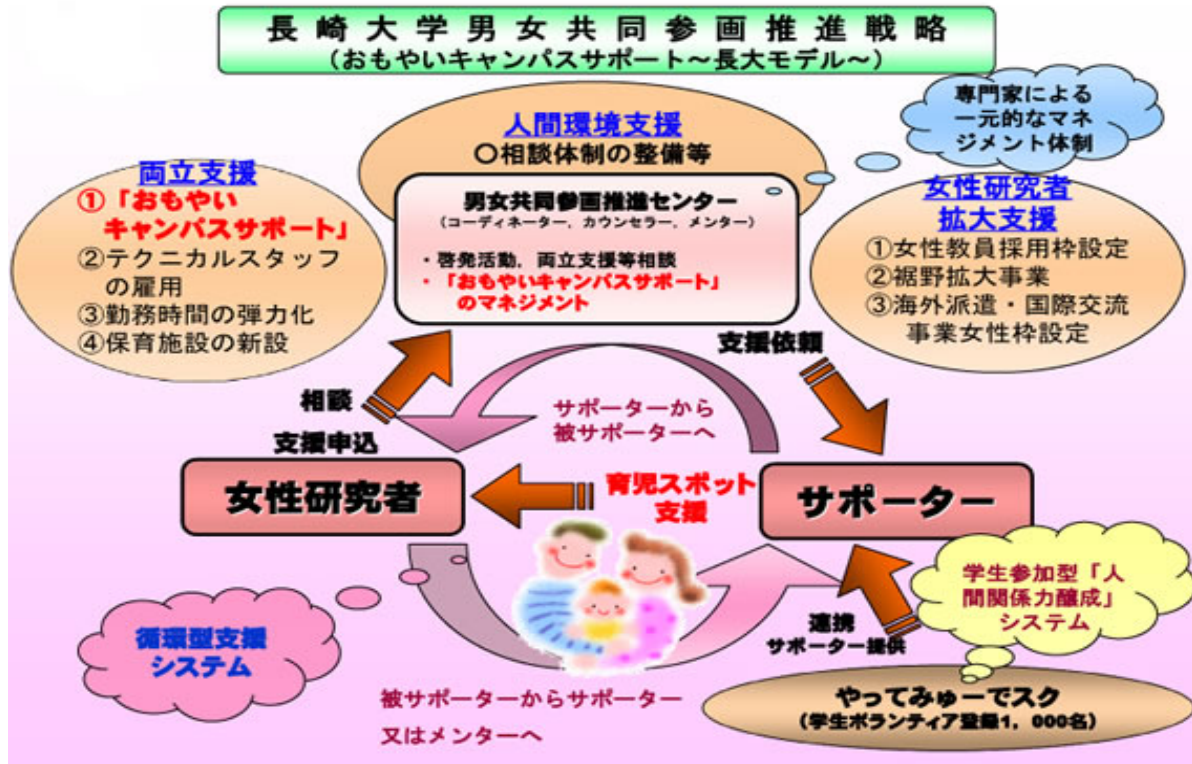 長崎大学男女共同参画推進戦略
（おもやいキャンパスサポート～長大モデル～）
専門家による
一元的なマネ
ジメント体制
人間環境支援
〇相談体制の整備等
男女共同参画推進センター
（コーディネーター，カウンセラー，メンター）
・啓発活動，両立支援等相談
・「おもやいキャンパスサポート」
のマネジメント
両立支援
①「おもやい
キャンパスサポート」
②テクニカルスタッフ
の雇用
③勤務時間の弾力化
④保育施設の新設
女性研究者
拡大支援
①女性教員採用枠設定
②裾野拡大事業
③海外派遣・国際交流
事業女性枠設定
支援依頼
相談
支援申込
サポーターから
被サポーターへ
女性研究者
育児スポット
支援
サポーター
学生参加型「人
間関係力醸成」
システム
循環型支援
システム
連携
サポーター提供
被サポーターからサポーター
又はメンターへ
やってみゅーでスク
（学生ボランティア登録1，000名）